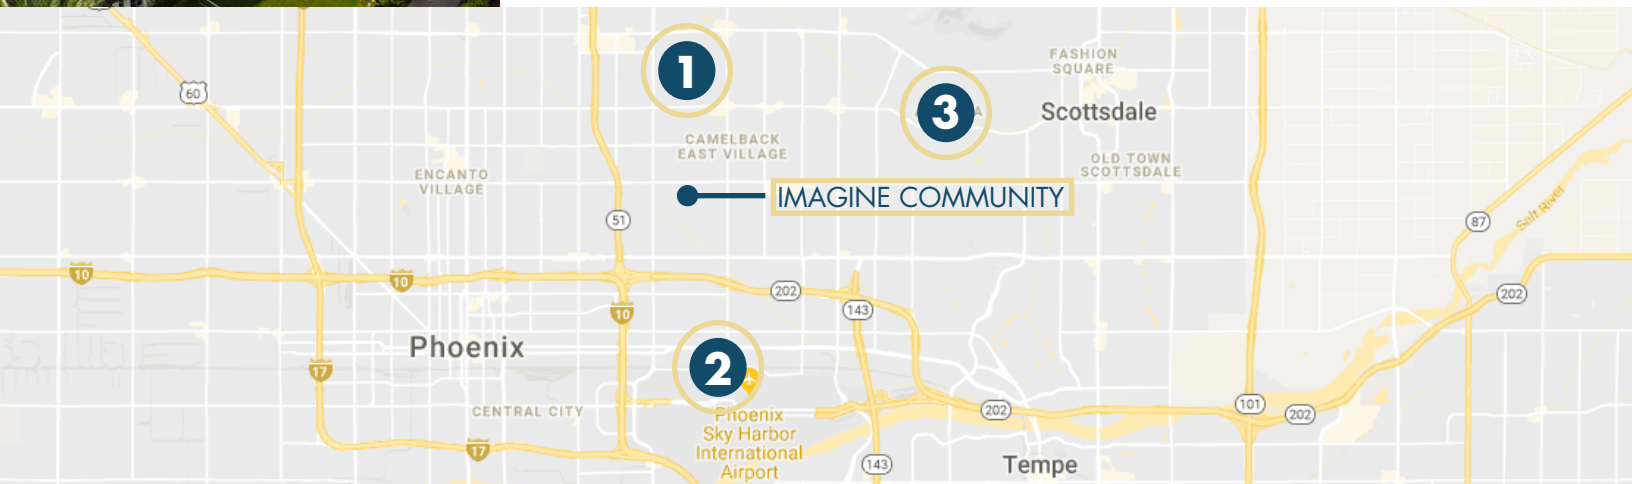 1
FASHION
SQUARE
60
3
Scottsdale
CAMELBACK
EAST VILLAGE
OLD TOWN
SCOTTSDALE
ENCANTO
VILLAGE
IMAGINE COMMUNITY
51
87
Salt River
10
10
202
202
143
10
Phoenix
2
17
CENTRAL CITY
Phoenix
Sky Harbor
International
Airport
202
101
202
17
143
Tempe